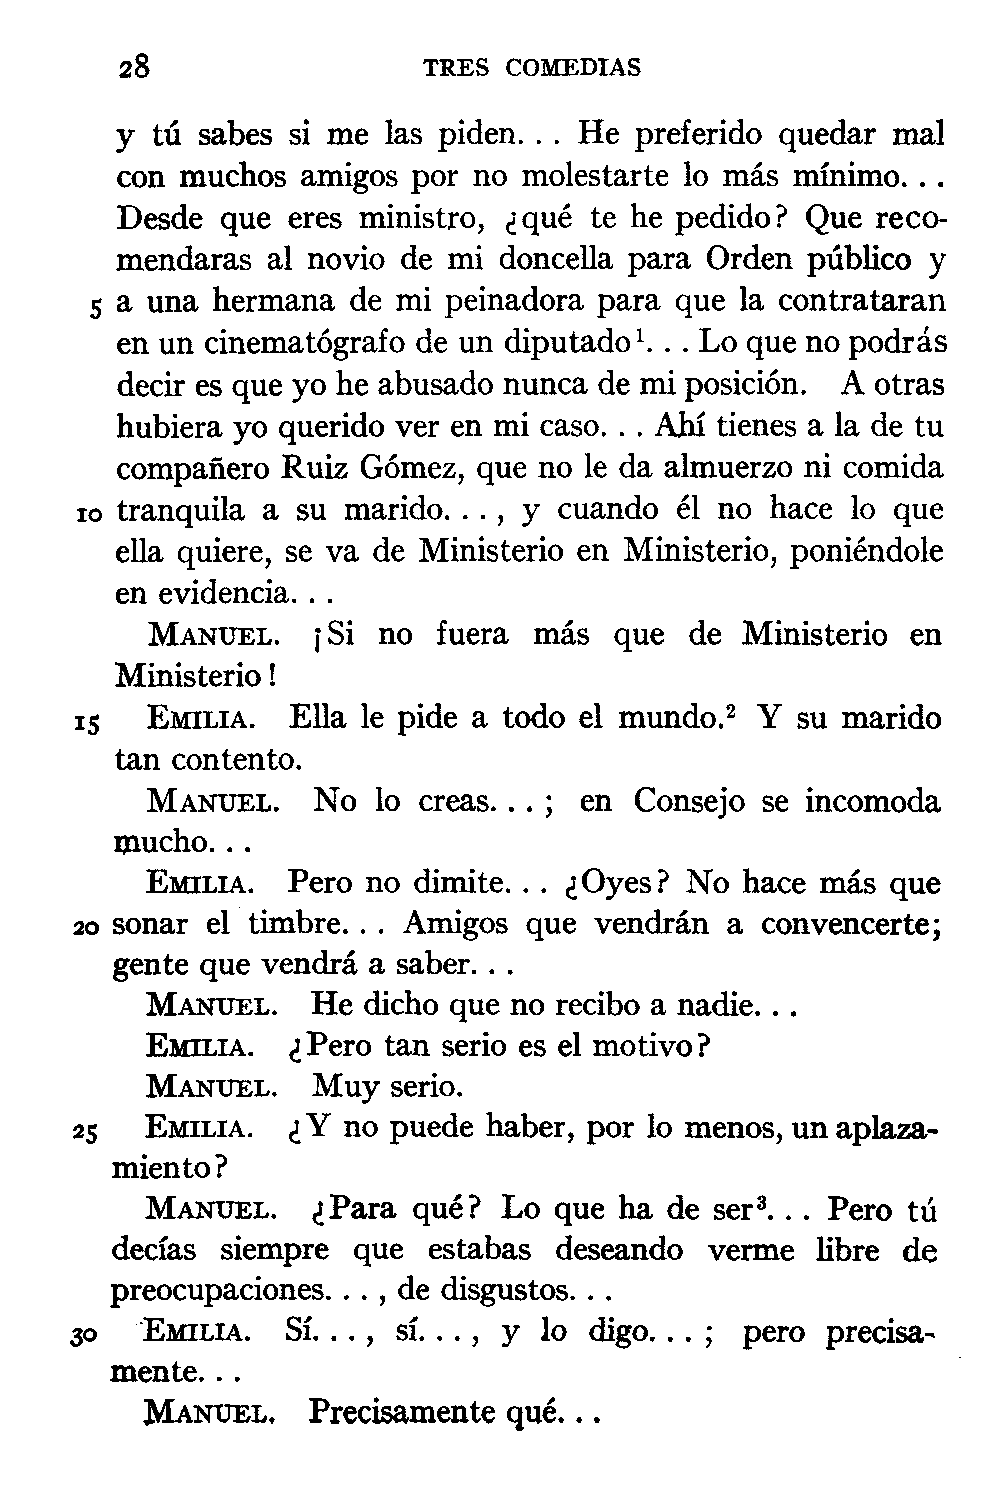 28 TRES COMEDIAS
y tú sabes si me las piden. . . He preferido quedar mal
con muchos amigos por no molestarte lo más mínimo. . .
Desde que eres ministro, ¿qué te he pedido? Que reco-
mendaras al novio de mi doncella para Orden público y
5 a una hermana de mi peinadora para que la contrataran
en un cinematógrafo de un diputado¹. . . Lo que no podrás
decir es que yo he abusado nunca de mi posición. A otras
hubiera yo querido ver en mi caso. . . Ahí tienes a la de tu
compañero Ruiz Gómez, que no le da almuerzo ni comida
10 tranquila a su marido. . . , y cuando él no hace lo que
ella quiere, se va de Ministerio en Ministerio, poniéndole
en evidencia. . .
MANUEL. ¡Si no fuera más que de Ministerio en
Ministerio!
15 EMILIA. Ella le pide a todo el mundo.² Y su marido
tan contento.
MANUEL. No lo creas. . . ; en Consejo se incomoda
mucho. . .
EMILIA. Pero no dimite. . . ¿Oyes? No hace más que
20 sonar el timbre. . . Amigos que vendrán a convencerte;
gente que vendrá a saber. . .
MANUEL. He dicho que no recibo a nadie. . .
EMILIA. ¿Pero tan serio es el motivo?
MANUEL. Muy serio.
25 EMILIA. ¿Y no puede haber, por lo menos, un aplaza-
miento?
MANUEL. ¿Para qué? Lo que ha de ser³. . . Pero tú
decías siempre que estabas deseando verme libre de
preocupaciones. . . , de disgustos. . .
30 EMILIA. Sí. . . , sí. . . , y lo digo. . . ; pero precisa-
mente. . .
MANUEL. Precisamente qué. . .